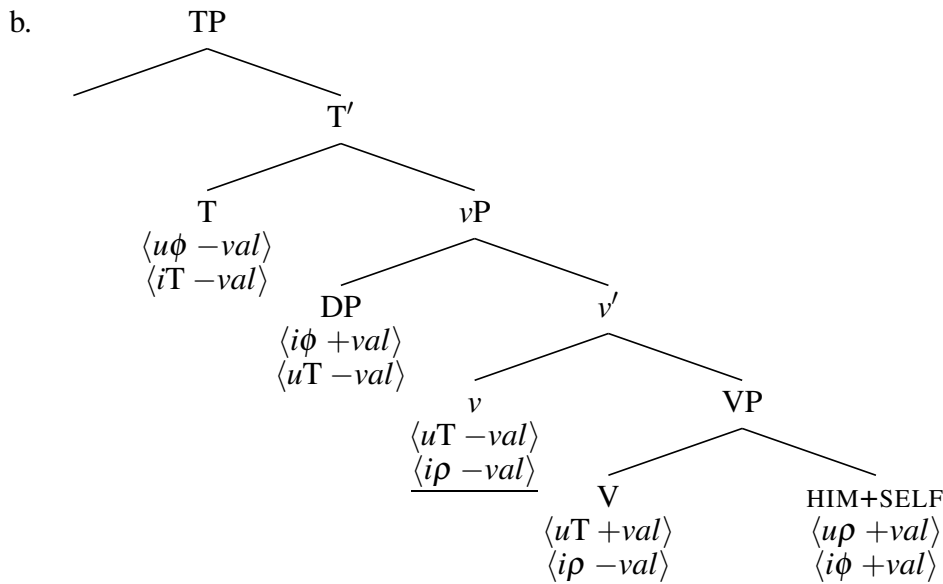 b.
TP
T′
T
vP
⟨uϕ −val⟩
⟨iT −val⟩
DP
v′
⟨iϕ +val⟩
⟨uT −val⟩
v
VP
⟨uT −val⟩
⟨iρ −val⟩
V
HIM+SELF
⟨uT +val⟩
⟨uρ +val⟩
⟨iρ −val⟩
⟨iϕ +val⟩